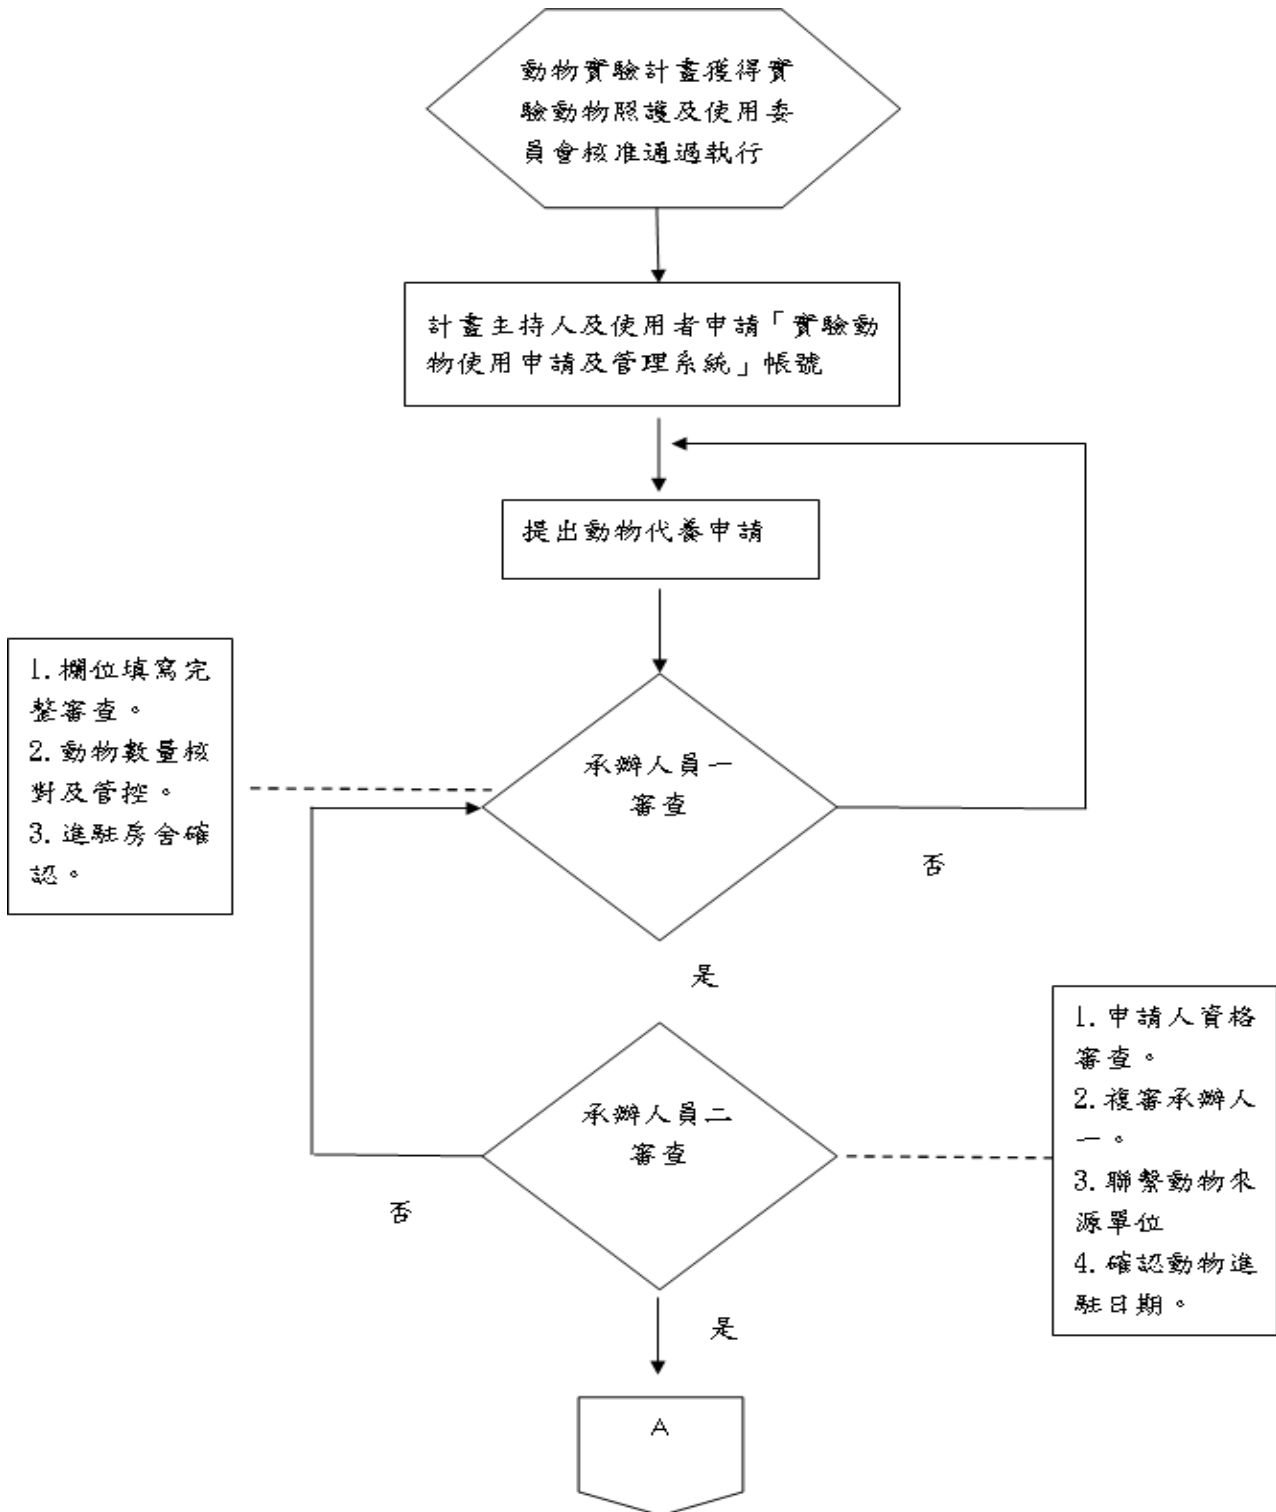 動物實驗計畫獲得實
驗動物照護及使用委
員會核准通過執行
計畫主持人及使用者申請「實驗動
物使用申請及管理系統」帳號
提出動物代養申請
1.欄位填寫完
整審查。
2.動物數量核
對及管控。
3.進駐房舍確
認。
承辦人員一
審查
否
是
1.申請人資格
審查。
2.複審承辦人
一。
3.聯繫動物來
源單位
4.確認動物進
駐日期。
承辦人員二
審查
否
是
A